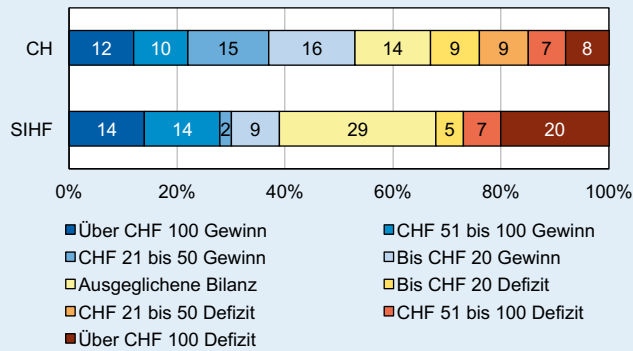 CH 12 10 15 16 14 9 9 7 8
SIHF 14 14 2 9 29 5 7 20
0% 20% 40% 60% 80% 100%
Über CHF 100 Gewinn CHF 51 bis 100 Gewinn
CHF 21 bis 50 Gewinn Bis CHF 20 Gewinn
Ausgeglichene Bilanz Bis CHF 20 Defizit
CHF 21 bis 50 Defizit CHF 51 bis 100 Defizit
Über CHF 100 Defizit